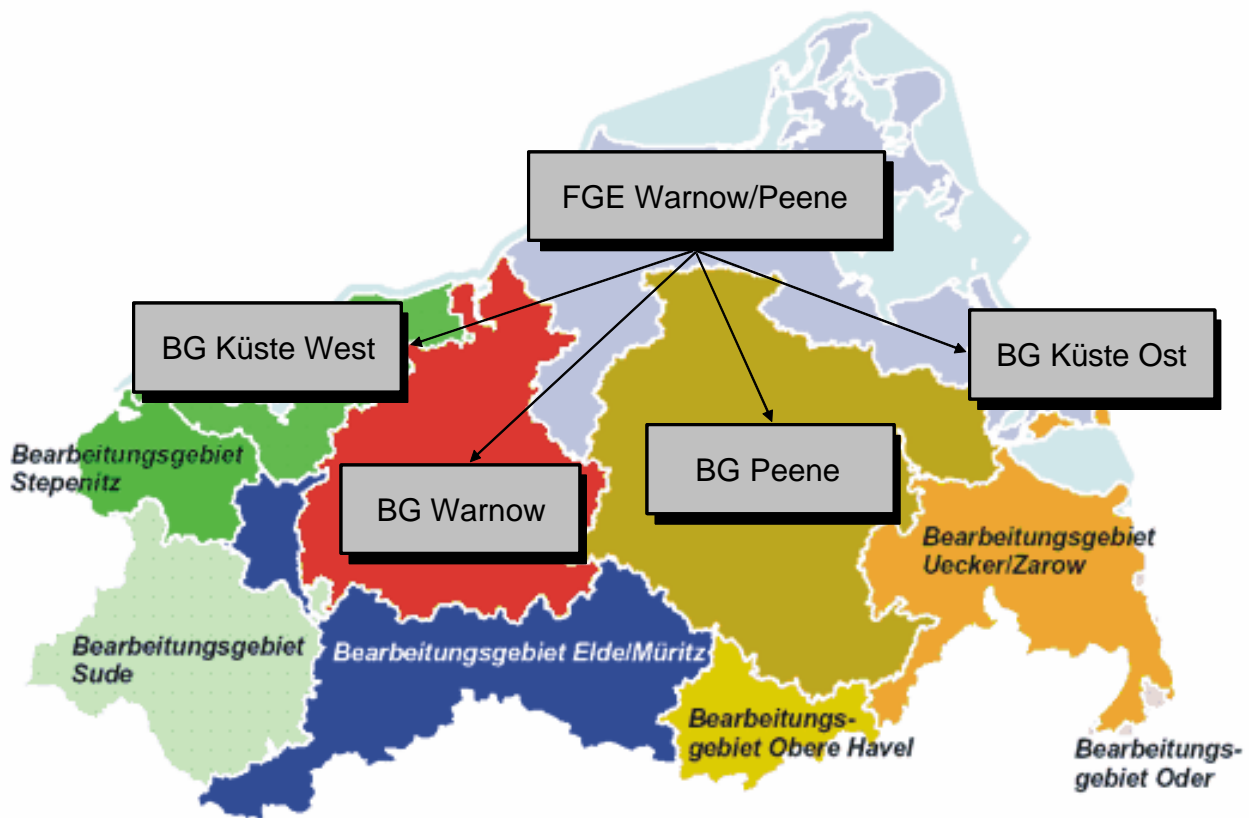 FGE Warnow/Peene
BG Küste West
BG Küste Ost
BG Peene
BG Warnow
Bearbeitungsgebiet
Stepenitz
Bearbeitungsgebiet
Uecker/Zarow
Bearbeitungsgebiet
Sude
Bearbeitungsgebiet Elde/Müritz
Bearbeitungs-
gebiet Obere Havel
Bearbeitungs-
gebiet Oder